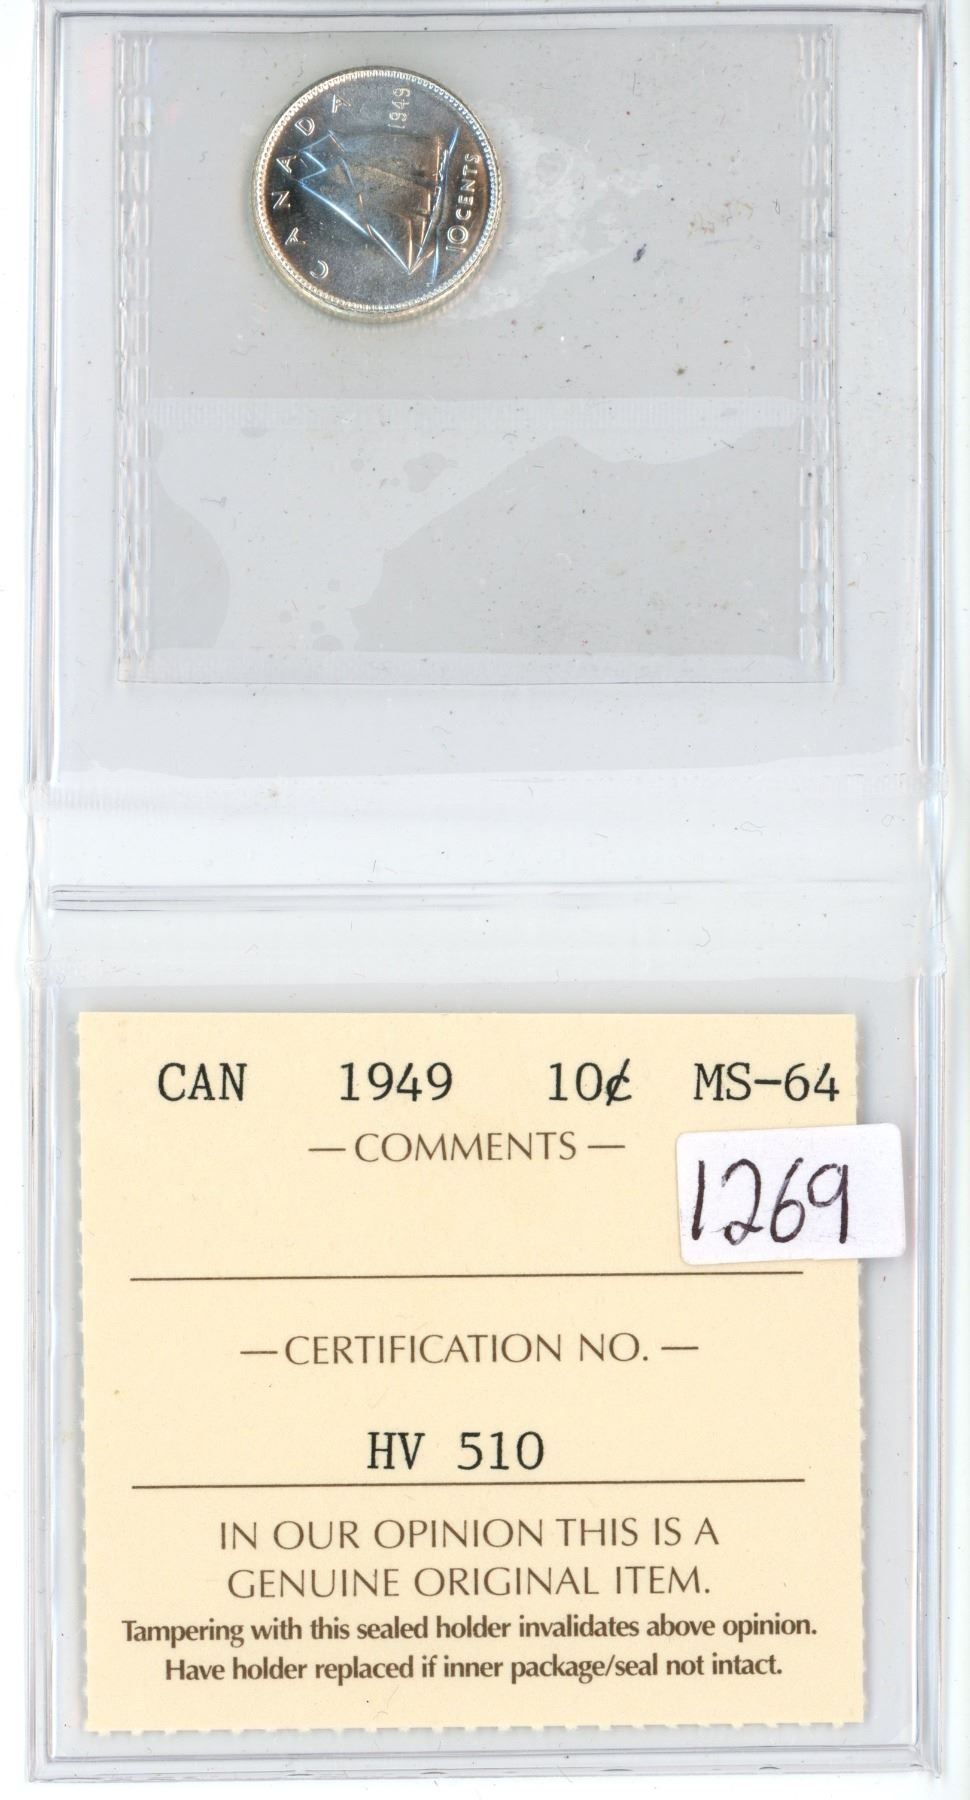 CANADA
1949
10 CENTS
CAN 1949 10¢ MS-64
— COMMENTS —
1269
— CERTIFICATION NO. —
HV 510
IN OUR OPINION THIS IS A
GENUINE ORIGINAL ITEM.
Tampering with this sealed holder invalidates above opinion.
Have holder replaced if inner package/seal not intact.